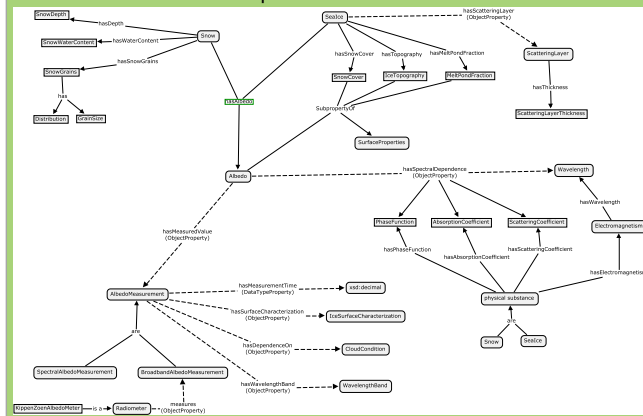 SnowDepth
hasDepth
SnowWaterContent
hasWaterContent
Snow
SnowGrains
hasSnowGrains
has
Distribution
GrainSize
hasAlbedo
SeaIce
hasScatteringLayer
(ObjectProperty)
ScatteringLayer
hasSnowCover
hasTopography
hasMeltPondFraction
SnowCover
IceTopography
MeltPondFraction
hasThickness
ScatteringLayerThickness
SubpropertyOf
SurfaceProperties
Albedo
hasSpectralDependence
(ObjectProperty)
Wavelength
hasWavelength
PhaseFunction
AbsorptionCoefficient
ScatteringCoefficient
Electromagnetism
hasMeasuredValue
(ObjectProperty)
hasPhaseFunction
hasAbsorptionCoefficient
hasScatteringCoefficient
hasElectromagnetism
physical substance
are
Snow
SeaIce
AlbedoMeasurement
hasMeasurementTime
(DataTypeProperty)
xsd:decimal
hasSurfaceCharacterization
(ObjectProperty)
IceSurfaceCharacterization
are
hasDependenceOn
(ObjectProperty)
CloudCondition
SpectralAlbedoMeasurement
BroadbandAlbedoMeasurement
hasWavelengthBand
(ObjectProperty)
WavelengthBand
KippenZoenAlbedoMeter
is a
Radiometer
measures
(ObjectProperty)